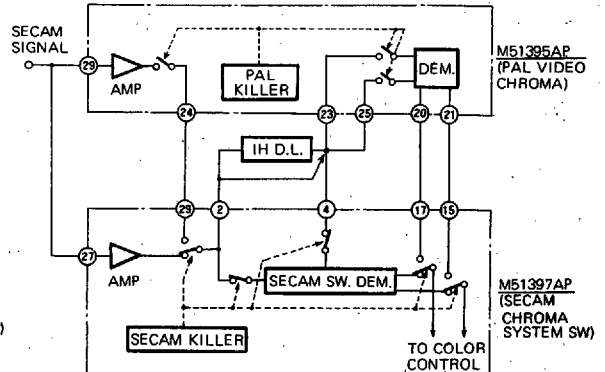 SECAM
SIGNAL
29
AMP
PAL
KILLER
DEM.
M51395AP
(PAL VIDEO
CHROMA)
24
23
25
20
21
IH D.L.
29
2
4
17
15
27
AMP
SECAM SW. DEM.
M51397AP
(SECAM
CHROMA
SYSTEM SW)
SECAM KILLER
TO COLOR
CONTROL
)